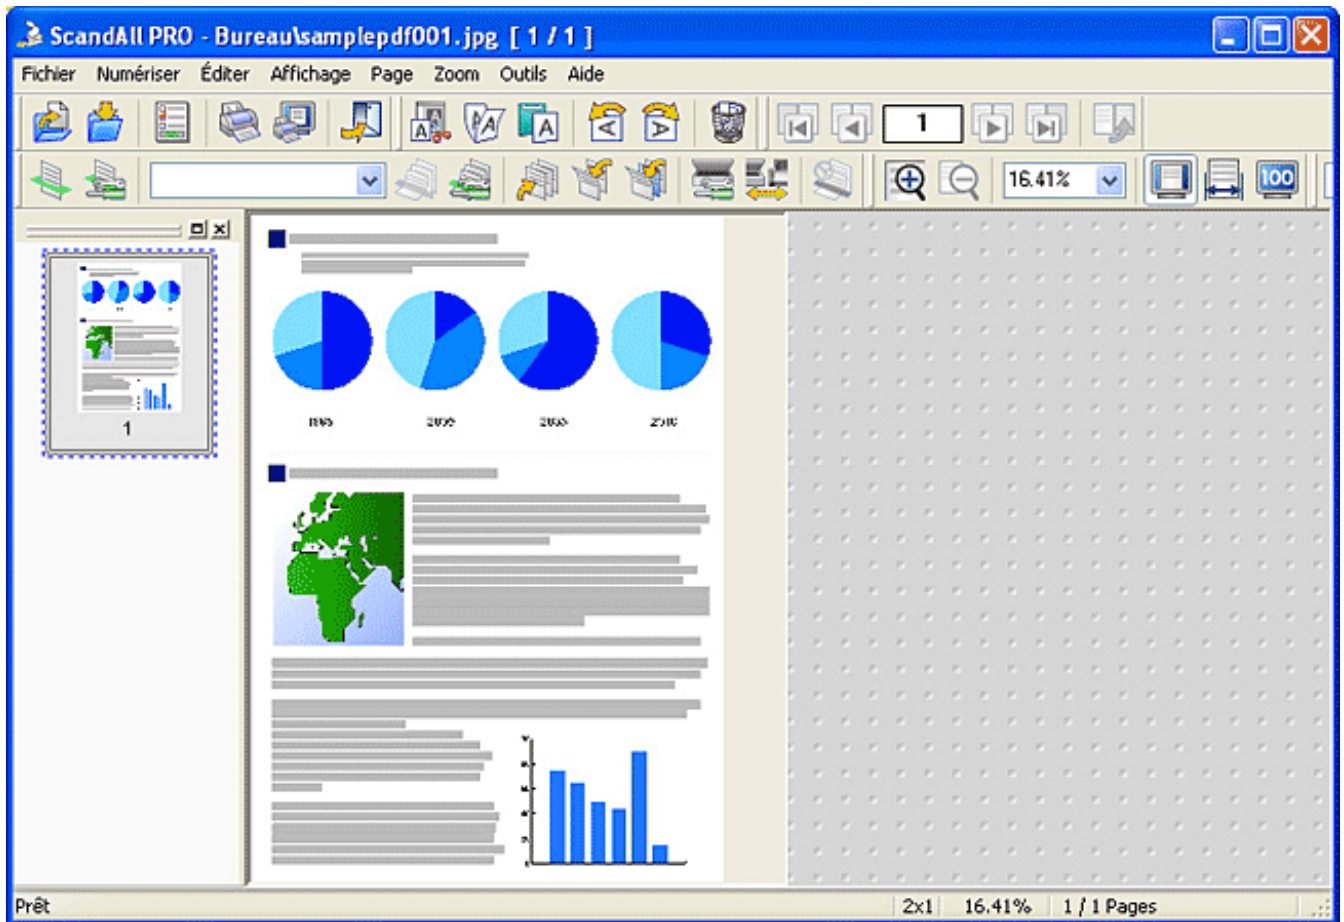 ScandAll PRO - Bureau\samplepdf001.jpg [ 1 / 1 ]
Fichier Numériser Éditer Affichage Page Zoom Outils Aide
1
16.41% 100
1
Prêt 2x1 16.41% 1 / 1 Pages